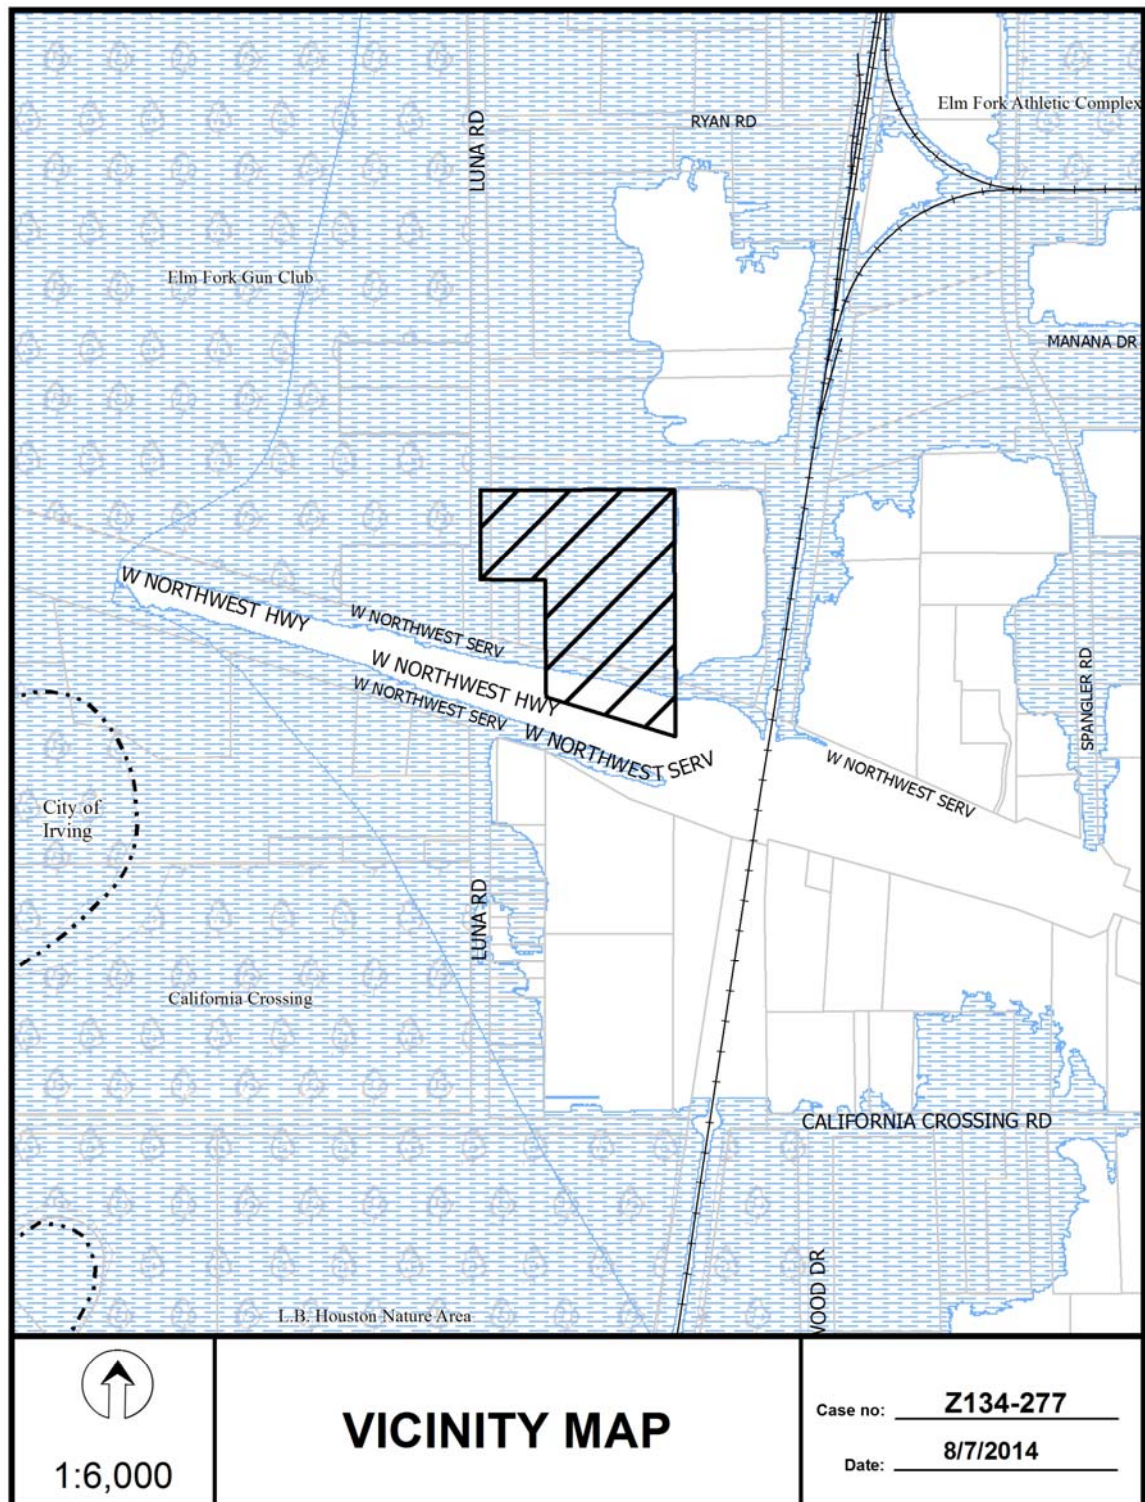 Elm Fork Athletic Complex
RYAN RD
LUNA RD
Elm Fork Gun Club
MANANA DR
W NORTHWEST HWY
W NORTHWEST SERV
W NORTHWEST HWY
W NORTHWEST SERV
W NORTHWEST SERV
SPANGLER RD
W NORTHWEST SERV
City of
Irving
LUNA RD
California Crossing
CALIFORNIA CROSSING RD
WOOD DR
L.B. Houston Nature Area
1:6,000
VICINITY MAP
Case no: Z134-277
Date: 8/7/2014